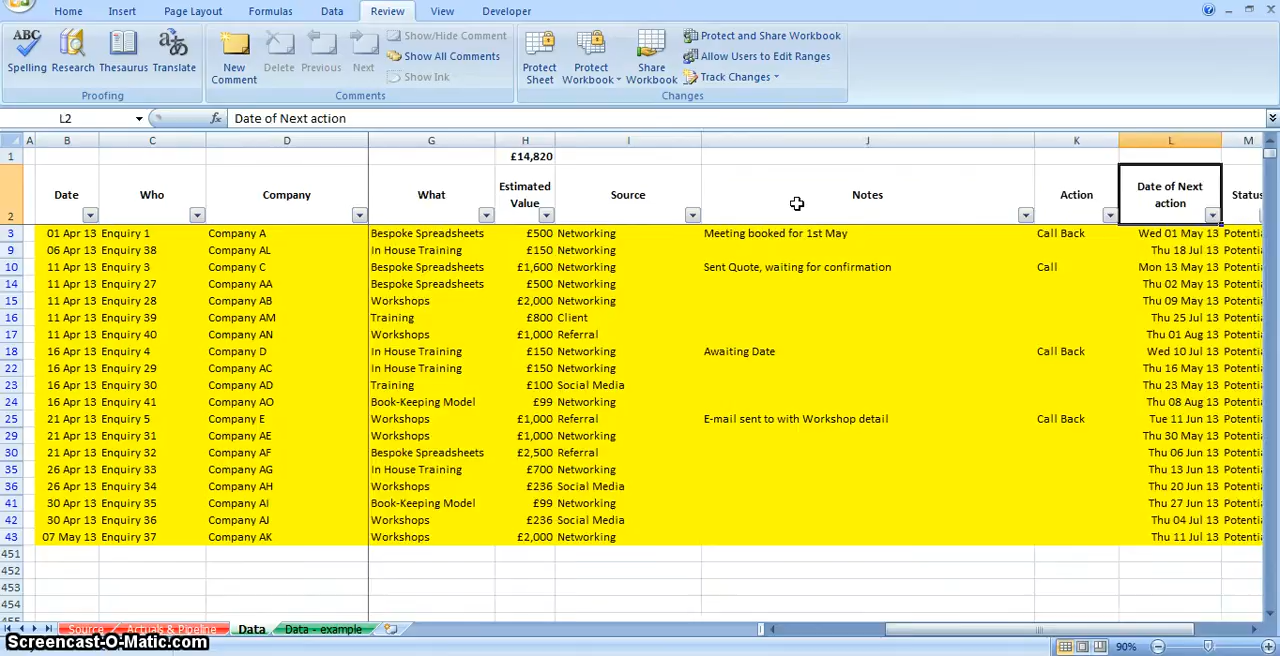 Home Insert Page Layout Formulas Data Review View Developer
ABC
Spelling Research Thesaurus Translate
Proofing
New Comment Delete Previous Next
Show/Hide Comment
Show All Comments
Show Ink
Comments
Protect Sheet Protect Workbook Share Workbook
Protect and Share Workbook
Allow Users to Edit Ranges
Track Changes
Changes
L2 fx Date of Next action
A B C D G H I J K L M
1 £14,820
2 Date Who Company What Estimated Value Source Notes Action Date of Next action Status
3 01 Apr 13 Enquiry 1 Company A Bespoke Spreadsheets £500 Networking Meeting booked for 1st May Call Back Wed 01 May 13 Potentia
9 06 Apr 13 Enquiry 38 Company AL In House Training £150 Networking Thu 18 Jul 13 Potentia
10 11 Apr 13 Enquiry 3 Company C Bespoke Spreadsheets £1,600 Networking Sent Quote, waiting for confirmation Call Mon 13 May 13 Potentia
14 11 Apr 13 Enquiry 27 Company AA Bespoke Spreadsheets £500 Networking Thu 02 May 13 Potentia
15 11 Apr 13 Enquiry 28 Company AB Workshops £2,000 Networking Thu 09 May 13 Potentia
16 11 Apr 13 Enquiry 39 Company AM Training £800 Client Thu 25 Jul 13 Potentia
17 11 Apr 13 Enquiry 40 Company AN Workshops £1,000 Referral Thu 01 Aug 13 Potentia
18 16 Apr 13 Enquiry 4 Company D In House Training £150 Networking Awaiting Date Call Back Wed 10 Jul 13 Potentia
22 16 Apr 13 Enquiry 29 Company AC In House Training £150 Networking Thu 16 May 13 Potentia
23 16 Apr 13 Enquiry 30 Company AD Training £100 Social Media Thu 23 May 13 Potentia
24 16 Apr 13 Enquiry 41 Company AO Book-Keeping Model £99 Networking Thu 08 Aug 13 Potentia
25 21 Apr 13 Enquiry 5 Company E Workshops £1,000 Referral E-mail sent to with Workshop detail Call Back Tue 11 Jun 13 Potentia
29 21 Apr 13 Enquiry 31 Company AE Workshops £1,000 Networking Thu 30 May 13 Potentia
30 21 Apr 13 Enquiry 32 Company AF Bespoke Spreadsheets £2,500 Referral Thu 06 Jun 13 Potentia
35 26 Apr 13 Enquiry 33 Company AG In House Training £700 Networking Thu 13 Jun 13 Potentia
36 26 Apr 13 Enquiry 34 Company AH Workshops £236 Social Media Thu 20 Jun 13 Potentia
41 30 Apr 13 Enquiry 35 Company AI Book-Keeping Model £99 Networking Thu 27 Jun 13 Potentia
42 30 Apr 13 Enquiry 36 Company AJ Workshops £236 Social Media Thu 04 Jul 13 Potentia
43 07 May 13 Enquiry 37 Company AK Workshops £2,000 Networking Thu 11 Jul 13 Potentia
451
452
453
454
Source Actuals & Pipeline Data Data - example
Screencast-O-Matic.com 90%